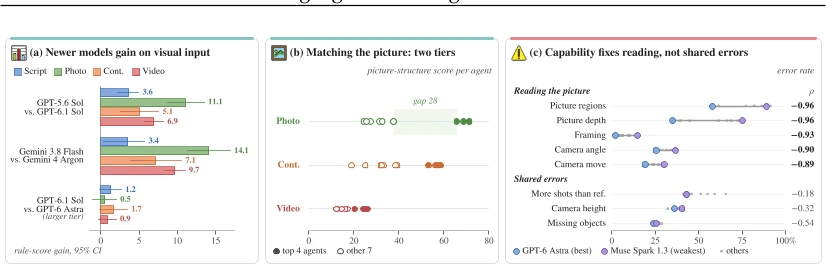 (a) Newer models gain on visual input
Script Photo Cont. Video
GPT-5.6 Sol
vs. GPT-6.1 Sol
3.6
11.1
5.1
6.9
Gemini 3.8 Flash
vs. Gemini 4 Argon
3.4
14.1
7.1
9.7
GPT-6.1 Sol
vs. GPT-6 Astra
(larger tier)
1.2
0.5
1.7
0.9
0 5 10 15
rule-score gain, 95% CI
(b) Matching the picture: two tiers
picture-structure score per agent
gap 28
Photo
Cont.
Video
0 20 40 60 80
top 4 agents other 7
(c) Capability fixes reading, not shared errors
error rate
Reading the picture ρ
Picture regions −0.96
Picture depth −0.96
Framing −0.93
Camera angle −0.90
Camera move −0.89
Shared errors
More shots than ref. −0.18
Camera height −0.32
Missing objects −0.54
0 25 50 75 100%
GPT-6 Astra (best) Muse Spark 1.3 (weakest) others